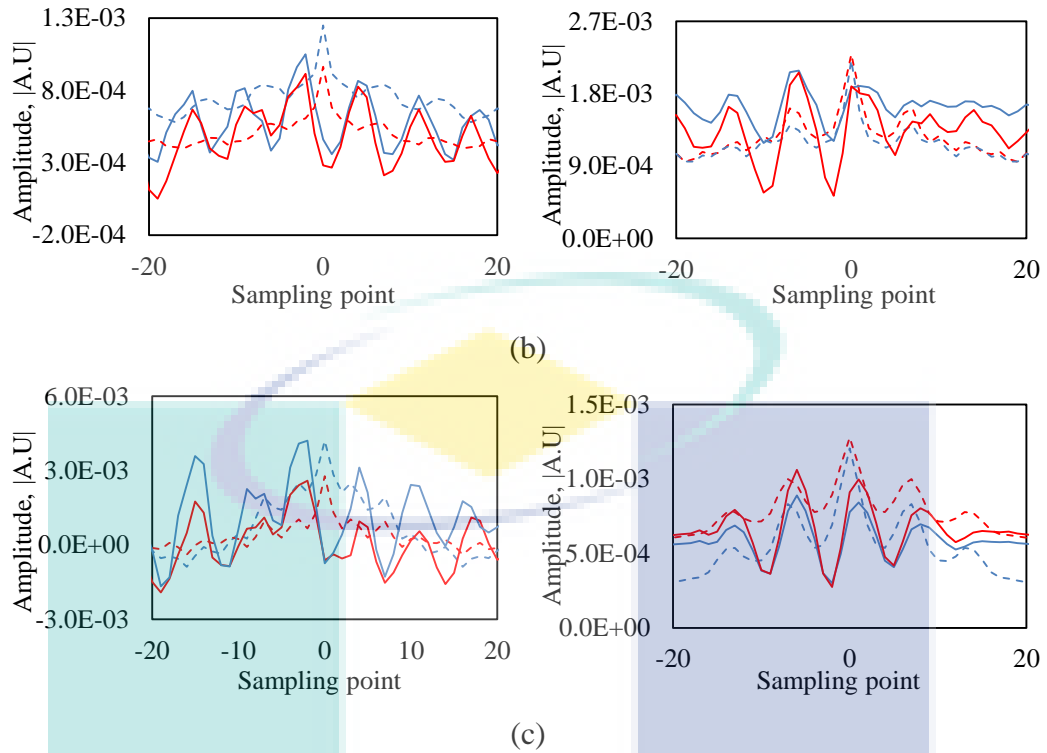 1.3E-03
8.0E-04
3.0E-04
-2.0E-04
Amplitude, |A.U|
-20 0 20
Sampling point
2.7E-03
1.8E-03
9.0E-04
0.0E+00
Amplitude, |A.U|
-20 0 20
Sampling point
(b)
6.0E-03
3.0E-03
0.0E+00
-3.0E-03
Amplitude, |A.U|
-20 -10 0 10 20
Sampling point
1.5E-03
1.0E-03
5.0E-04
0.0E+00
Amplitude, |A.U|
-20 0 20
Sampling point
(c)